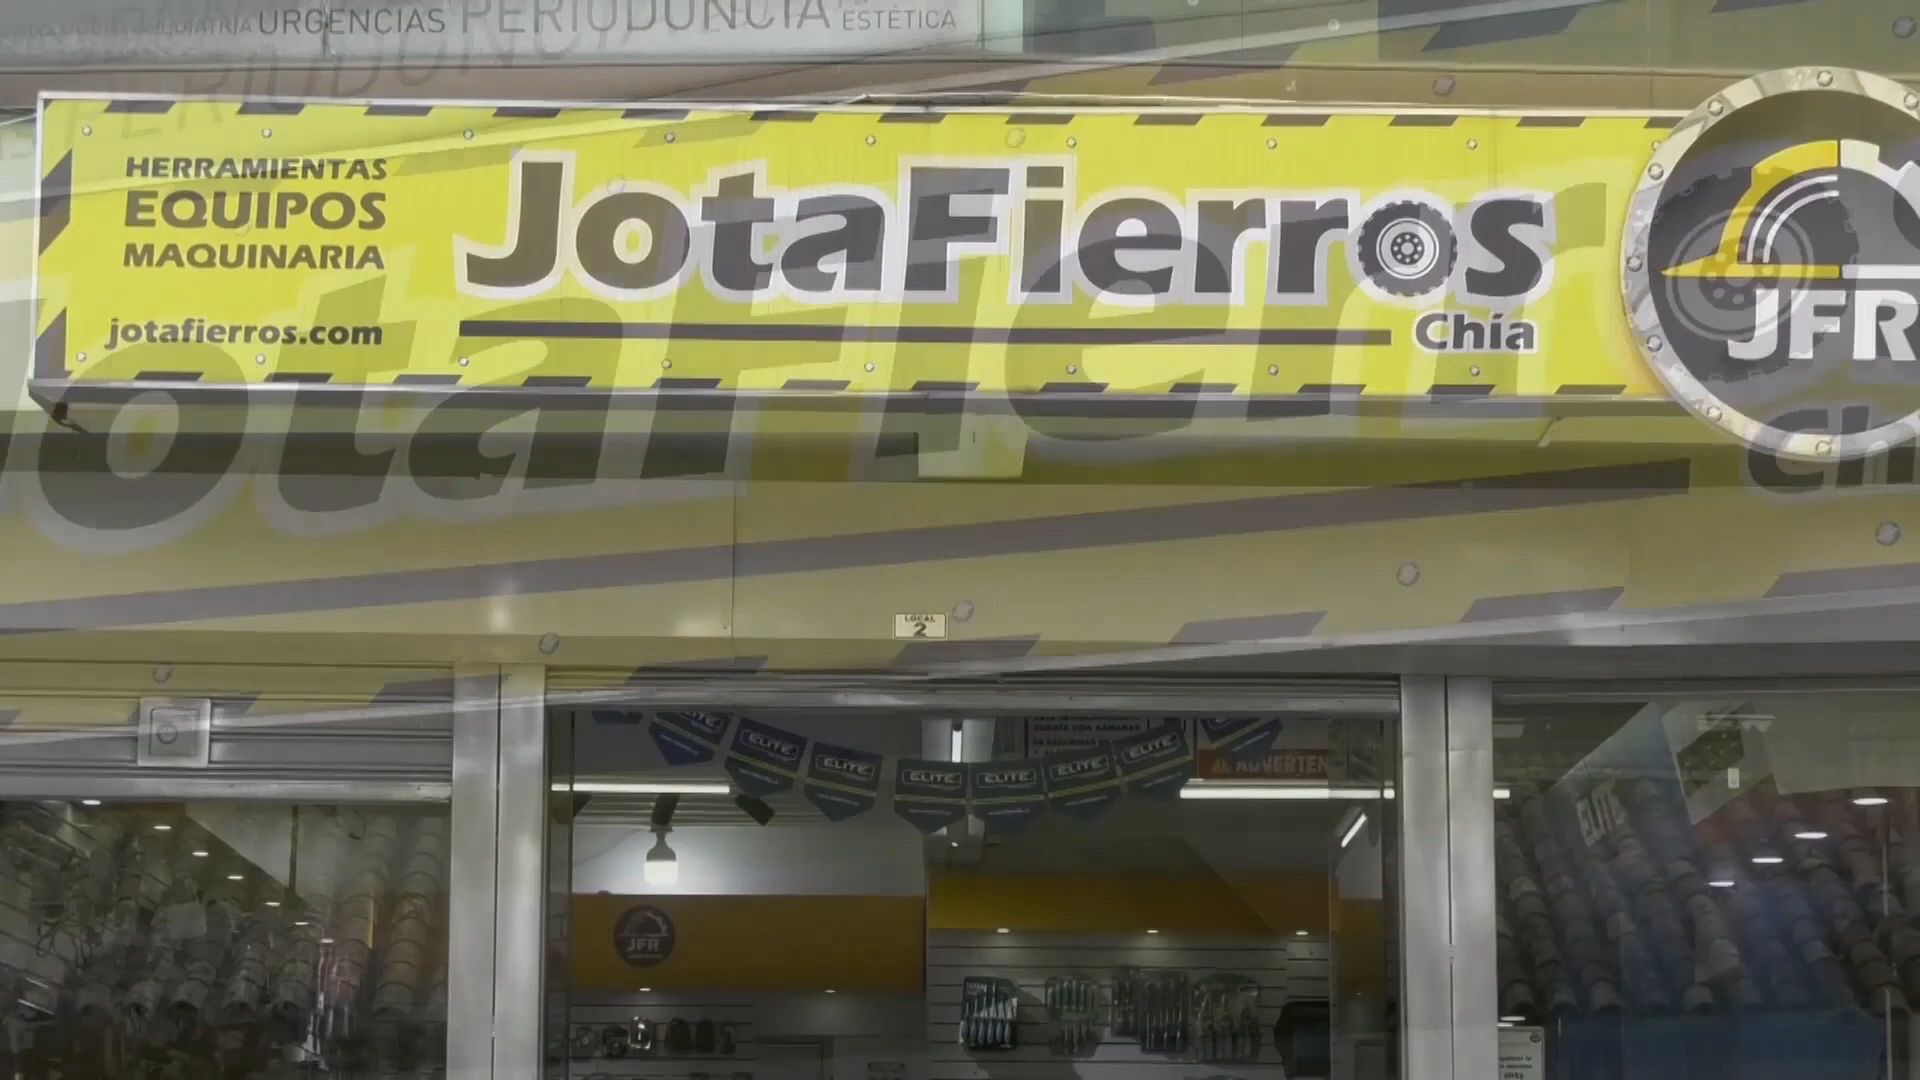 URGENCIAS PERIODONCIA ESTÉTICA
HERRAMIENTAS
EQUIPOS
MAQUINARIA
jotafierros.com
JotaFierros
Chía
JFR
LOCAL
2
ELITE
ELITE
ELITE
ELITE
ELITE
ELITE
ELITE
JFR